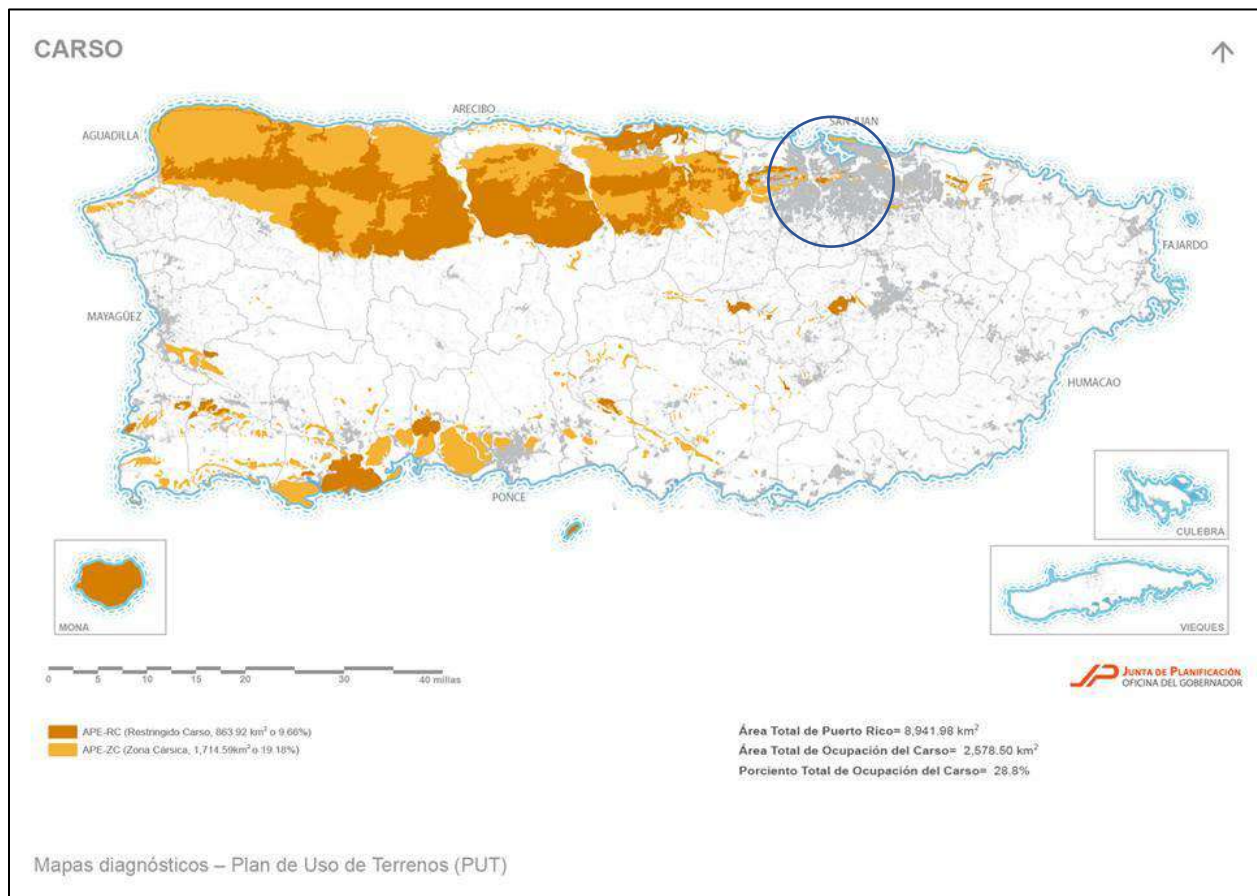 CARSO
ARECIBO
SAN JUAN
AGUADILLA
FAJARDO
MAYAGÜEZ
HUMACAO
PONCE
CULEBRA
MONA
VIEQUES
0 5 10 15 20 30 40 millas
JP JUNTA DE PLANIFICACIÓN
OFICINA DEL GOBERNADOR
APE-RC (Restringido Carso, 863.92 km² o 9.66%)
APE-ZC (Zona Cársica, 1,714.59km² o 19.18%)
Área Total de Puerto Rico= 8,941.98 km²
Área Total de Ocupación del Carso= 2,578.50 km²
Porciento Total de Ocupación del Carso= 28.8%
Mapas diagnósticos – Plan de Uso de Terrenos (PUT)